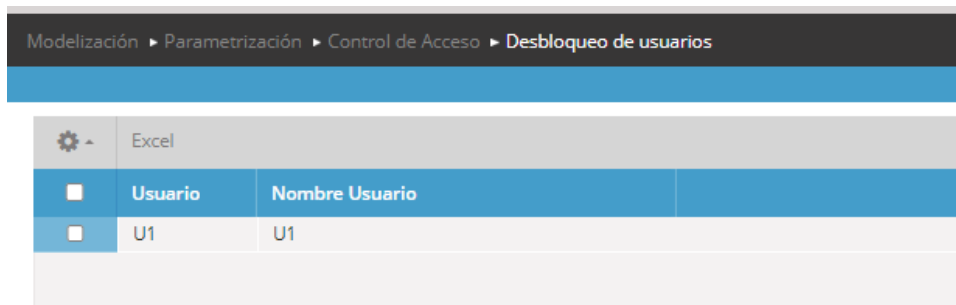 Modelización ▸ Parametrización ▸ Control de Acceso ▸ Desbloqueo de usuarios
Excel
Usuario Nombre Usuario
U1 U1